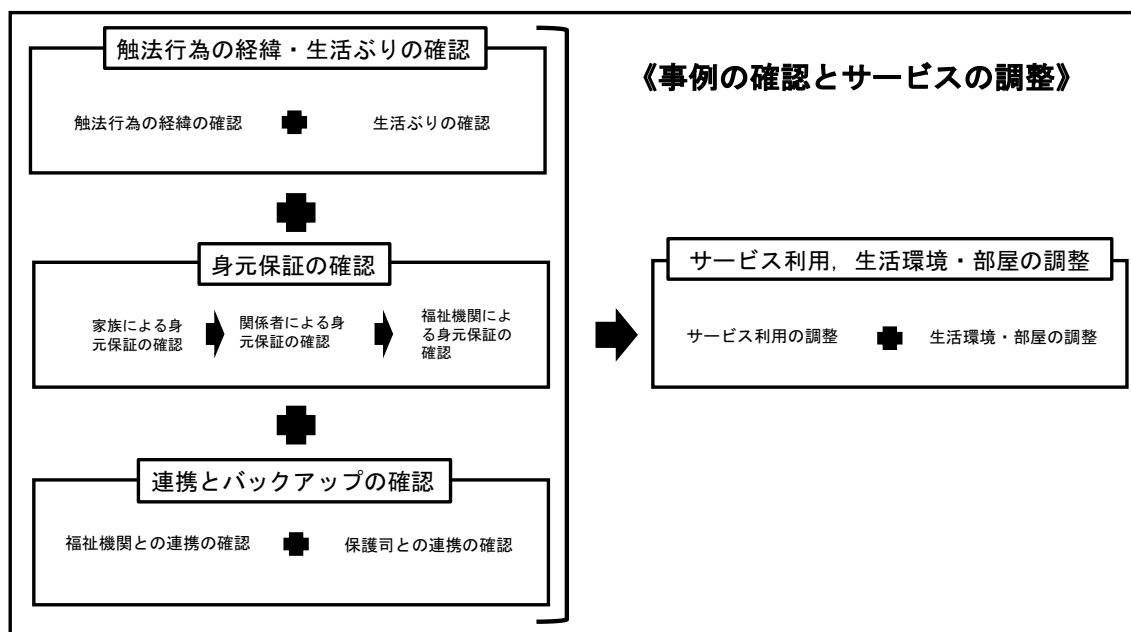 触法行為の経緯・生活ぶりの確認
触法行為の経緯の確認
生活ぶりの確認
《事例の確認とサービスの調整》
身元保証の確認
家族による身
元保証の確認
関係者による身
元保証の確認
福祉機関によ
る身元保証の
確認
連携とバックアップの確認
福祉機関との連携の確認
保護司との連携の確認
サービス利用，生活環境・部屋の調整
サービス利用の調整
生活環境・部屋の調整